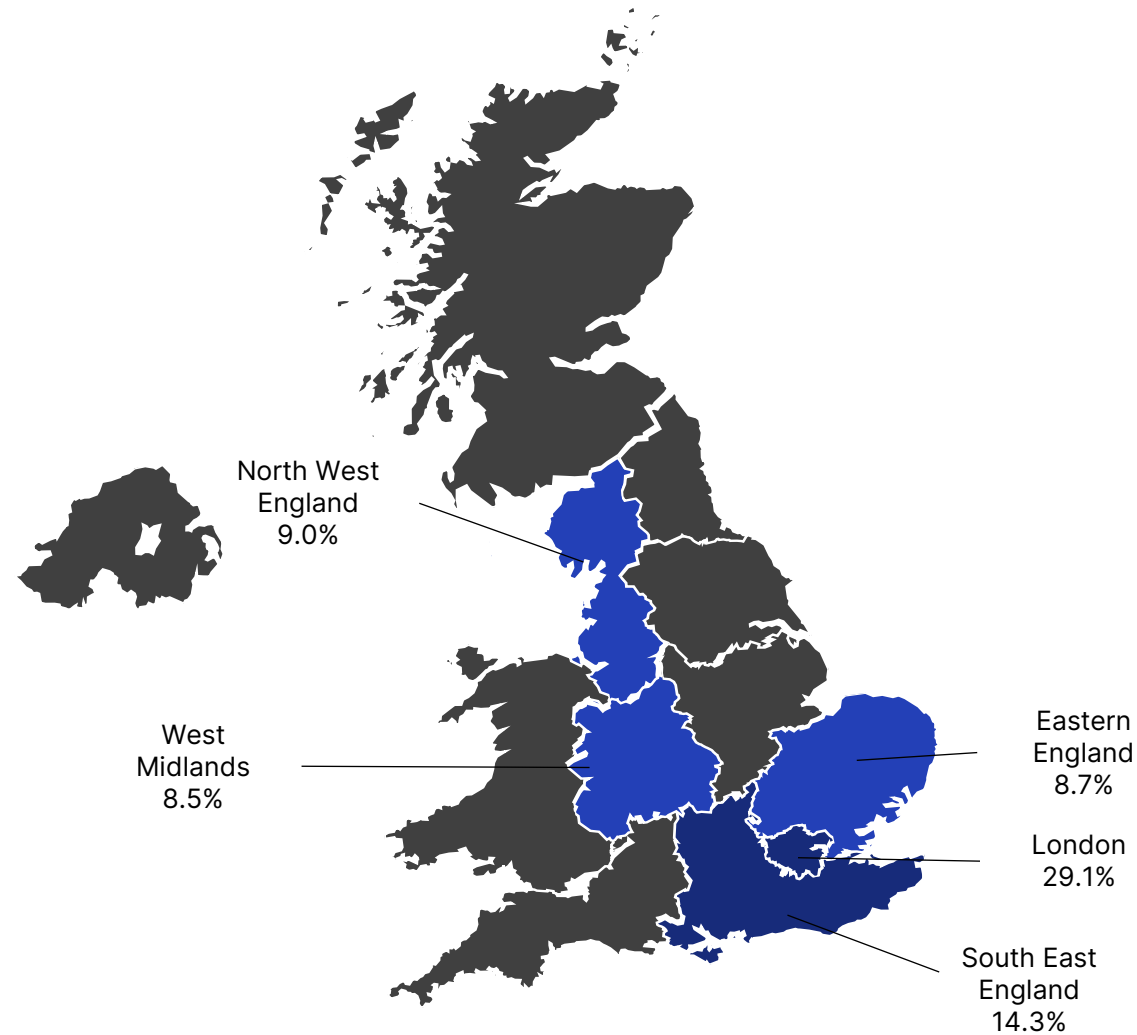 North West
England
9.0%
West
Midlands
8.5%
Eastern
England
8.7%
London
29.1%
South East
England
14.3%